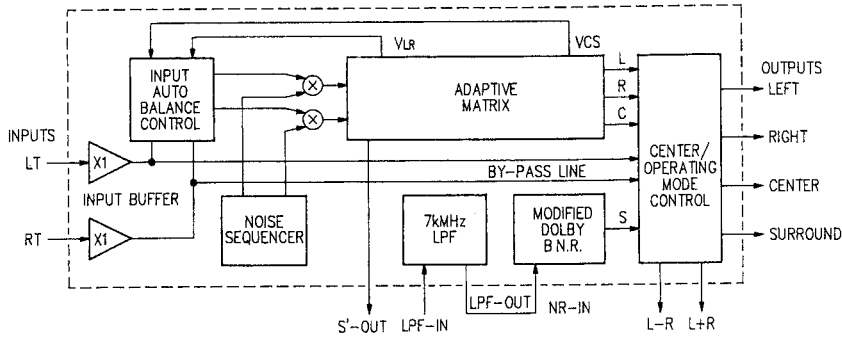 VLR
VCS
INPUT
AUTO
BALANCE
CONTROL
X
X
ADAPTIVE
MATRIX
L
R
C
OUTPUTS
LEFT
RIGHT
CENTER
SURROUND
INPUTS
LT
X1
INPUT BUFFER
RT
X1
BY-PASS LINE
CENTER/
OPERATING
MODE
CONTROL
NOISE
SEQUENCER
7kMHz
LPF
MODIFIED
DOLBY
B N.R.
S
S'-OUT
LPF-IN
LPF-OUT
NR-IN
L-R
L+R